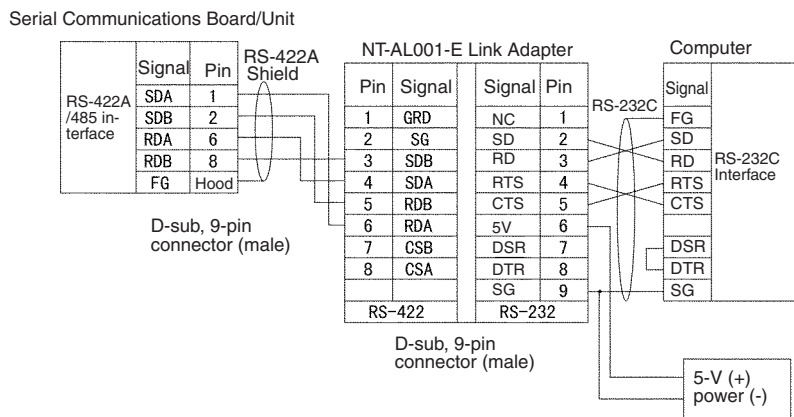 Serial Communications Board/Unit
RS-422A
/485 in-
terface
Signal Pin
SDA 1
SDB 2
RDA 6
RDB 8
FG Hood
RS-422A
Shield
D-sub, 9-pin
connector (male)
NT-AL001-E Link Adapter
Pin Signal
1 GRD
2 SG
3 SDB
4 SDA
5 RDB
6 RDA
7 CSB
8 CSA
RS-422
Signal Pin
NC 1
SD 2
RD 3
RTS 4
CTS 5
5V 6
DSR 7
DTR 8
SG 9
RS-232
D-sub, 9-pin
connector (male)
RS-232C
Computer
Signal
FG
SD
RD
RTS
CTS
DSR
DTR
SG
RS-232C
Interface
5-V (+)
power (-)